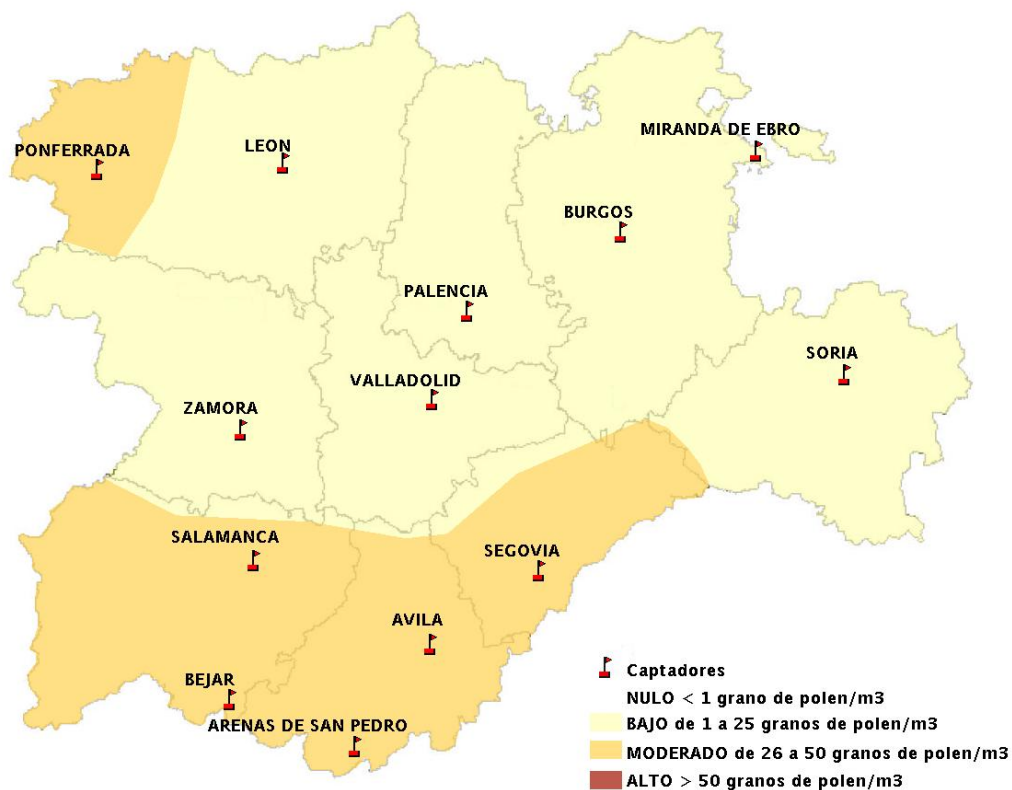 MIRANDA DE EBRO
PONFERRADA
LEON
BURGOS
PALENCIA
SORIA
VALLADOLID
ZAMORA
SALAMANCA
SEGOVIA
AVILA
BEJAR
ARENAS DE SAN PEDRO
Captadores
NULO < 1 grano de polen/m3
BAJO de 1 a 25 granos de polen/m3
MODERADO de 26 a 50 granos de polen/m3
ALTO > 50 granos de polen/m3